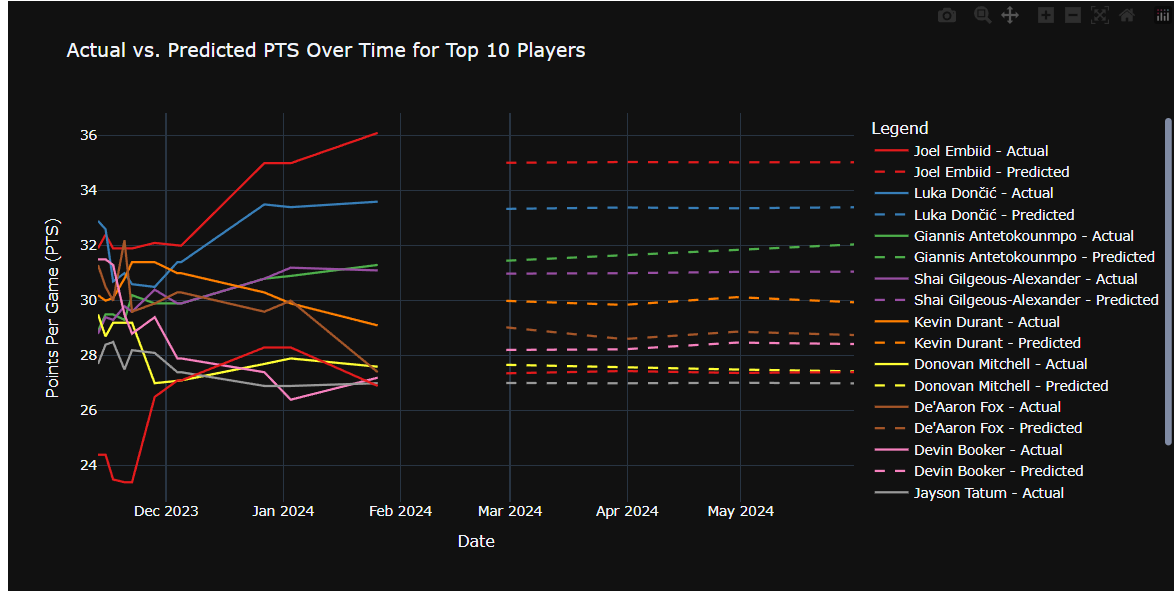 Actual vs. Predicted PTS Over Time for Top 10 Players
Points Per Game (PTS)
36
34
32
30
28
26
24
Dec 2023
Jan 2024
Feb 2024
Mar 2024
Apr 2024
May 2024
Date
Legend
Joel Embiid - Actual
Joel Embiid - Predicted
Luka Dončić - Actual
Luka Dončić - Predicted
Giannis Antetokounmpo - Actual
Giannis Antetokounmpo - Predicted
Shai Gilgeous-Alexander - Actual
Shai Gilgeous-Alexander - Predicted
Kevin Durant - Actual
Kevin Durant - Predicted
Donovan Mitchell - Actual
Donovan Mitchell - Predicted
De'Aaron Fox - Actual
De'Aaron Fox - Predicted
Devin Booker - Actual
Devin Booker - Predicted
Jayson Tatum - Actual